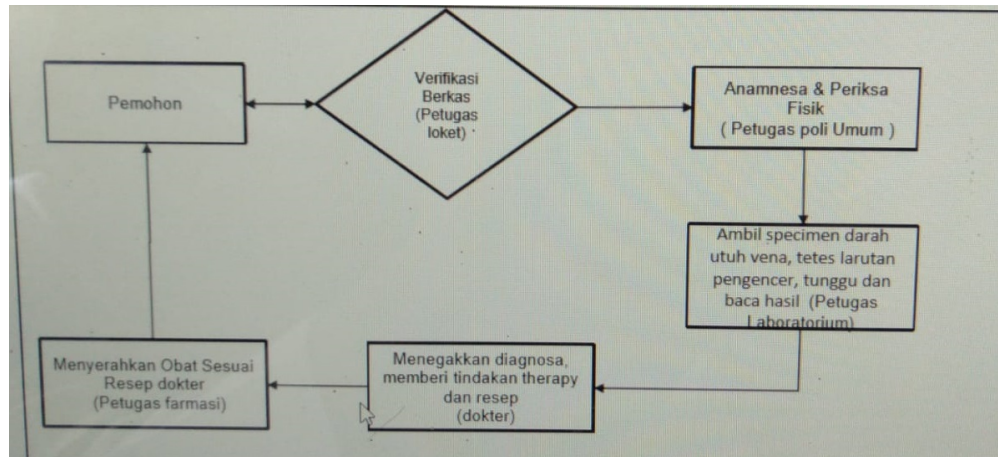 Pemohon
Verifikasi
Berkas
(Petugas
loket)
Anamnesa & Periksa
Fisik
( Petugas poli Umum )
Ambil specimen darah
utuh vena, tetes larutan
pengencer, tunggu dan
baca hasil (Petugas
Laboratorium)
Menegakkan diagnosa,
memberi tindakan therapy
dan resep
(dokter)
Menyerahkan Obat Sesuai
Resep dokter
(Petugas farmasi)